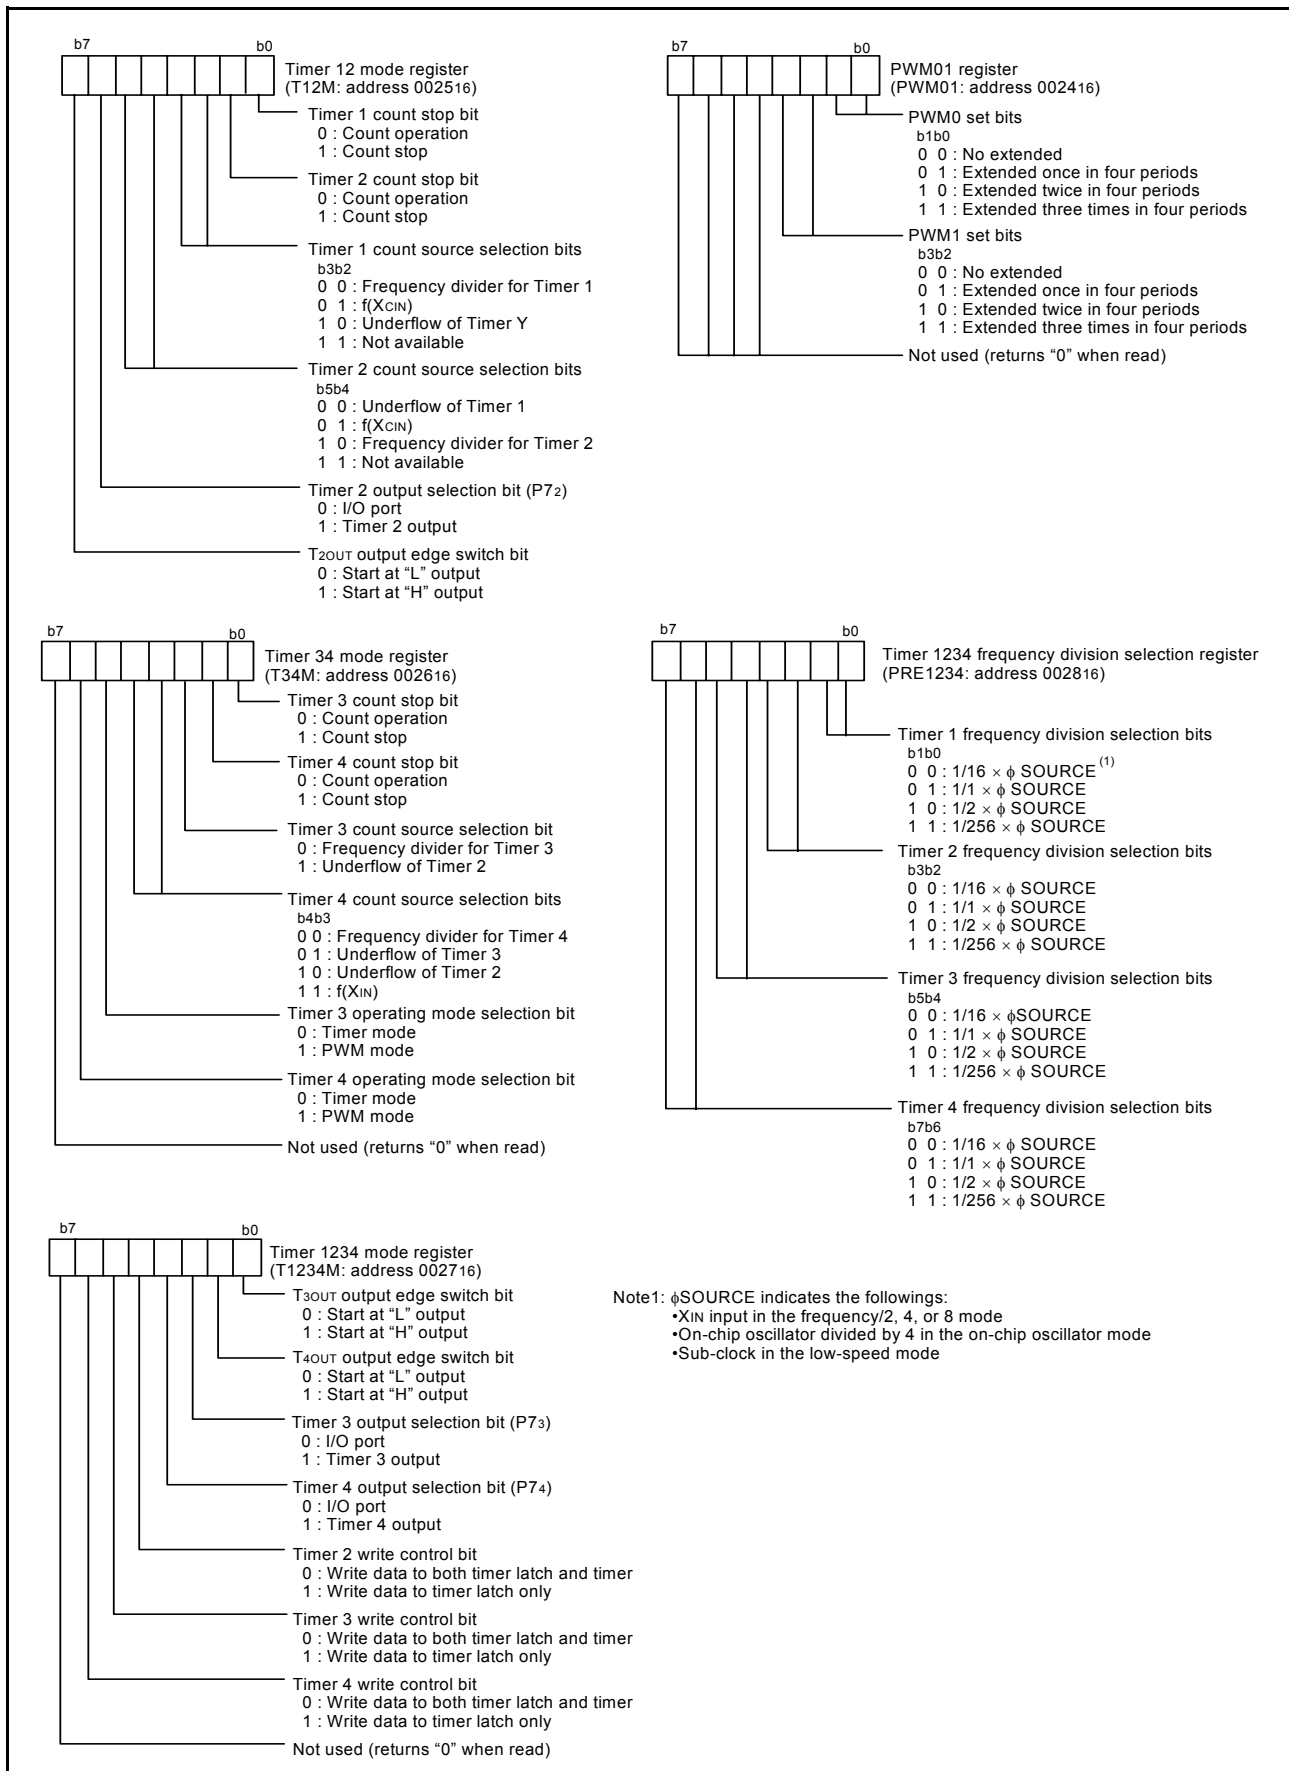 b7 b0
Timer 12 mode register
(T12M: address 002516)
Timer 1 count stop bit
0 : Count operation
1 : Count stop
Timer 2 count stop bit
0 : Count operation
1 : Count stop
Timer 1 count source selection bits
b3b2
0 0 : Frequency divider for Timer 1
0 1 : f(XCIN)
1 0 : Underflow of Timer Y
1 1 : Not available
Timer 2 count source selection bits
b5b4
0 0 : Underflow of Timer 1
0 1 : f(XCIN)
1 0 : Frequency divider for Timer 2
1 1 : Not available
Timer 2 output selection bit (P72)
0 : I/O port
1 : Timer 2 output
T2OUT output edge switch bit
0 : Start at “L” output
1 : Start at “H” output
b7 b0
PWM01 register
(PWM01: address 002416)
PWM0 set bits
b1b0
0 0 : No extended
0 1 : Extended once in four periods
1 0 : Extended twice in four periods
1 1 : Extended three times in four periods
PWM1 set bits
b3b2
0 0 : No extended
0 1 : Extended once in four periods
1 0 : Extended twice in four periods
1 1 : Extended three times in four periods
Not used (returns “0” when read)
b7 b0
Timer 34 mode register
(T34M: address 002616)
Timer 3 count stop bit
0 : Count operation
1 : Count stop
Timer 4 count stop bit
0 : Count operation
1 : Count stop
Timer 3 count source selection bit
0 : Frequency divider for Timer 3
1 : Underflow of Timer 2
Timer 4 count source selection bits
b4b3
0 0 : Frequency divider for Timer 4
0 1 : Underflow of Timer 3
1 0 : Underflow of Timer 2
1 1 : f(XIN)
Timer 3 operating mode selection bit
0 : Timer mode
1 : PWM mode
Timer 4 operating mode selection bit
0 : Timer mode
1 : PWM mode
Not used (returns “0” when read)
b7 b0
Timer 1234 frequency division selection register
(PRE1234: address 002816)
Timer 1 frequency division selection bits
b1b0
0 0 : 1/16 × ϕ SOURCE (1)
0 1 : 1/1 × ϕ SOURCE
1 0 : 1/2 × ϕ SOURCE
1 1 : 1/256 × ϕ SOURCE
Timer 2 frequency division selection bits
b3b2
0 0 : 1/16 × ϕ SOURCE
0 1 : 1/1 × ϕ SOURCE
1 0 : 1/2 × ϕ SOURCE
1 1 : 1/256 × ϕ SOURCE
Timer 3 frequency division selection bits
b5b4
0 0 : 1/16 × ϕSOURCE
0 1 : 1/1 × ϕ SOURCE
1 0 : 1/2 × ϕ SOURCE
1 1 : 1/256 × ϕ SOURCE
Timer 4 frequency division selection bits
b7b6
0 0 : 1/16 × ϕ SOURCE
0 1 : 1/1 × ϕ SOURCE
1 0 : 1/2 × ϕ SOURCE
1 1 : 1/256 × ϕ SOURCE
b7 b0
Timer 1234 mode register
(T1234M: address 002716)
T3OUT output edge switch bit
0 : Start at “L” output
1 : Start at “H” output
T4OUT output edge switch bit
0 : Start at “L” output
1 : Start at “H” output
Timer 3 output selection bit (P73)
0 : I/O port
1 : Timer 3 output
Timer 4 output selection bit (P74)
0 : I/O port
1 : Timer 4 output
Timer 2 write control bit
0 : Write data to both timer latch and timer
1 : Write data to timer latch only
Timer 3 write control bit
0 : Write data to both timer latch and timer
1 : Write data to timer latch only
Timer 4 write control bit
0 : Write data to both timer latch and timer
1 : Write data to timer latch only
Not used (returns “0” when read)
Note1: ϕSOURCE indicates the followings:
•XIN input in the frequency/2, 4, or 8 mode
•On-chip oscillator divided by 4 in the on-chip oscillator mode
•Sub-clock in the low-speed mode